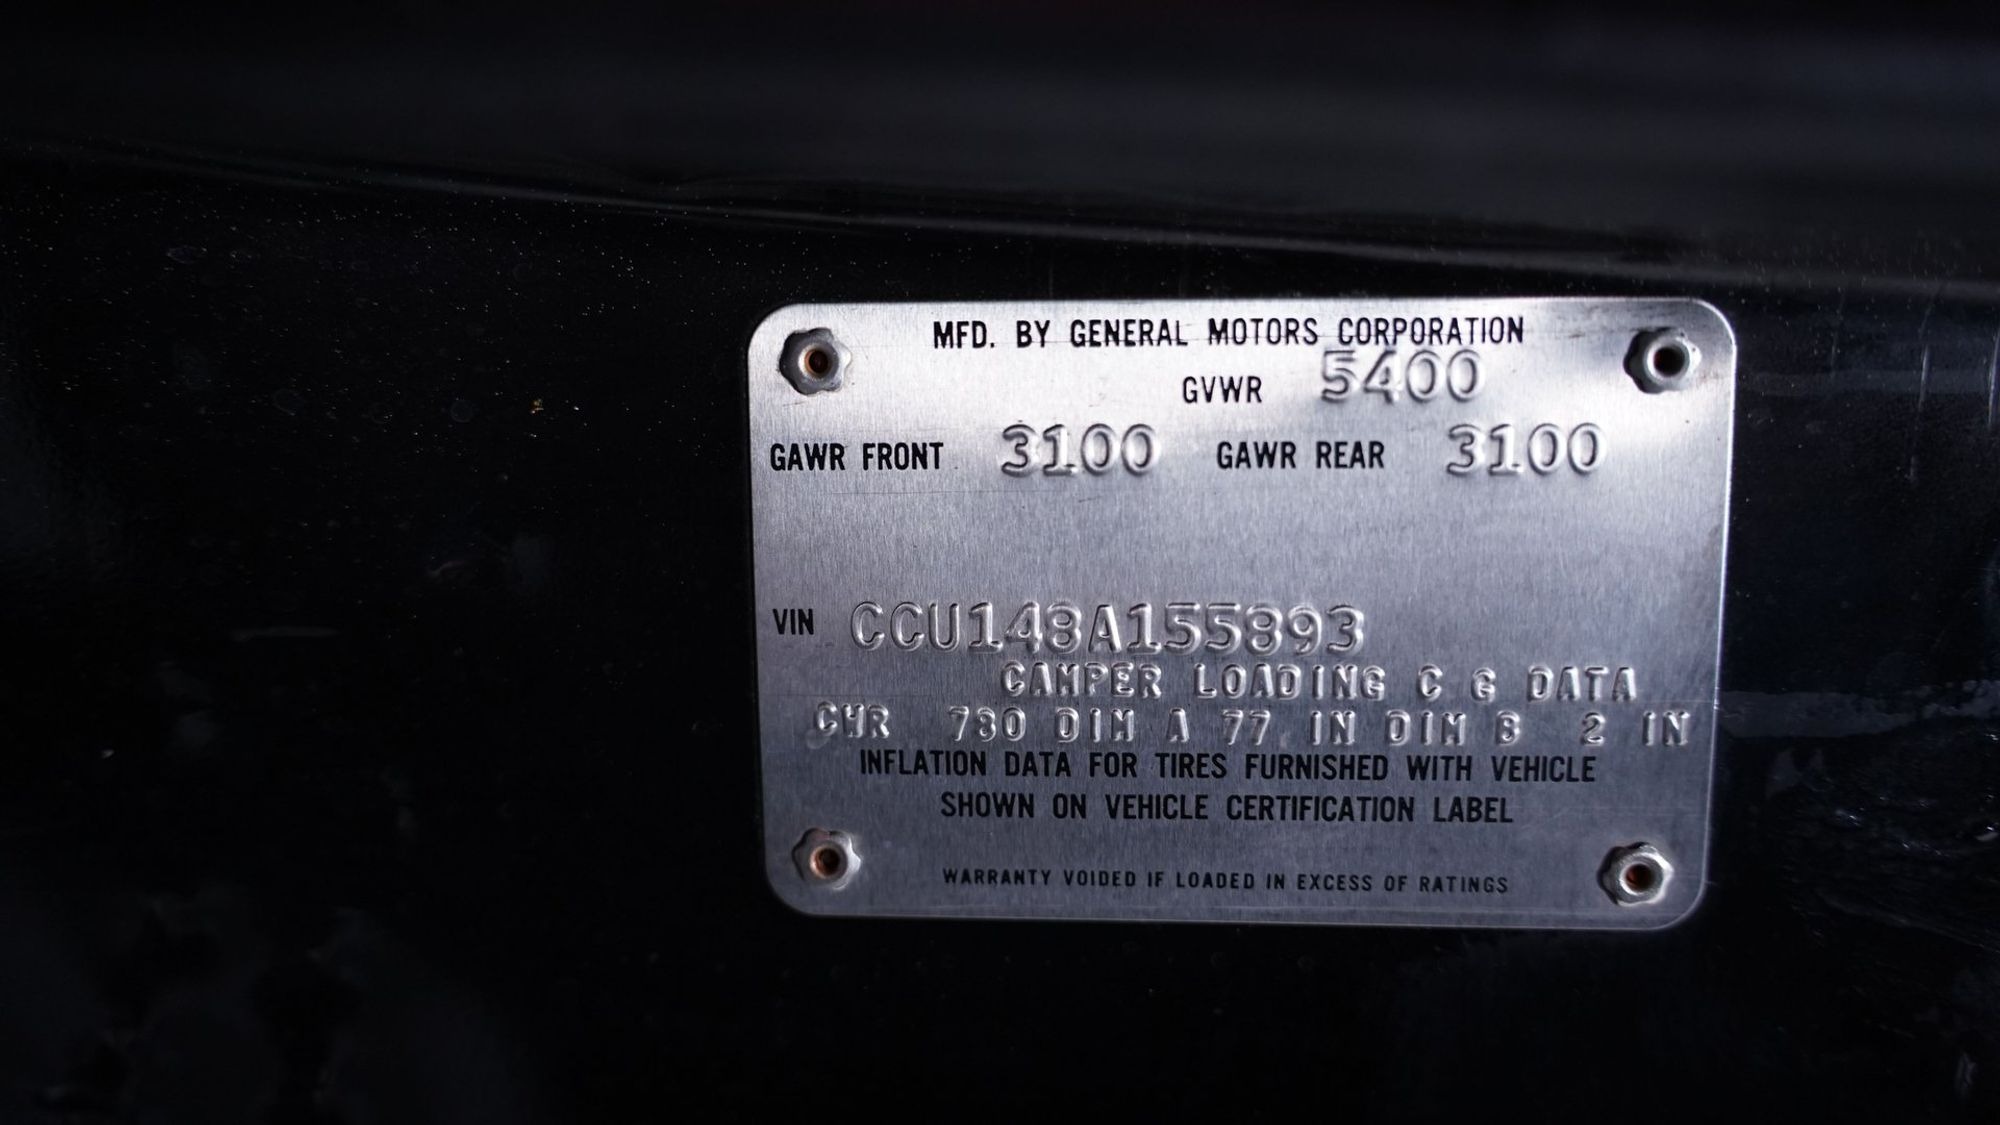 MFD. BY GENERAL MOTORS CORPORATION
GVWR 5400
GAWR FRONT 3100 GAWR REAR 3100
VIN CCU148A155893
CAMPER LOADING C G DATA
CWR 780 DIM A 77 IN DIM B 2 IN
INFLATION DATA FOR TIRES FURNISHED WITH VEHICLE
SHOWN ON VEHICLE CERTIFICATION LABEL
WARRANTY VOIDED IF LOADED IN EXCESS OF RATINGS